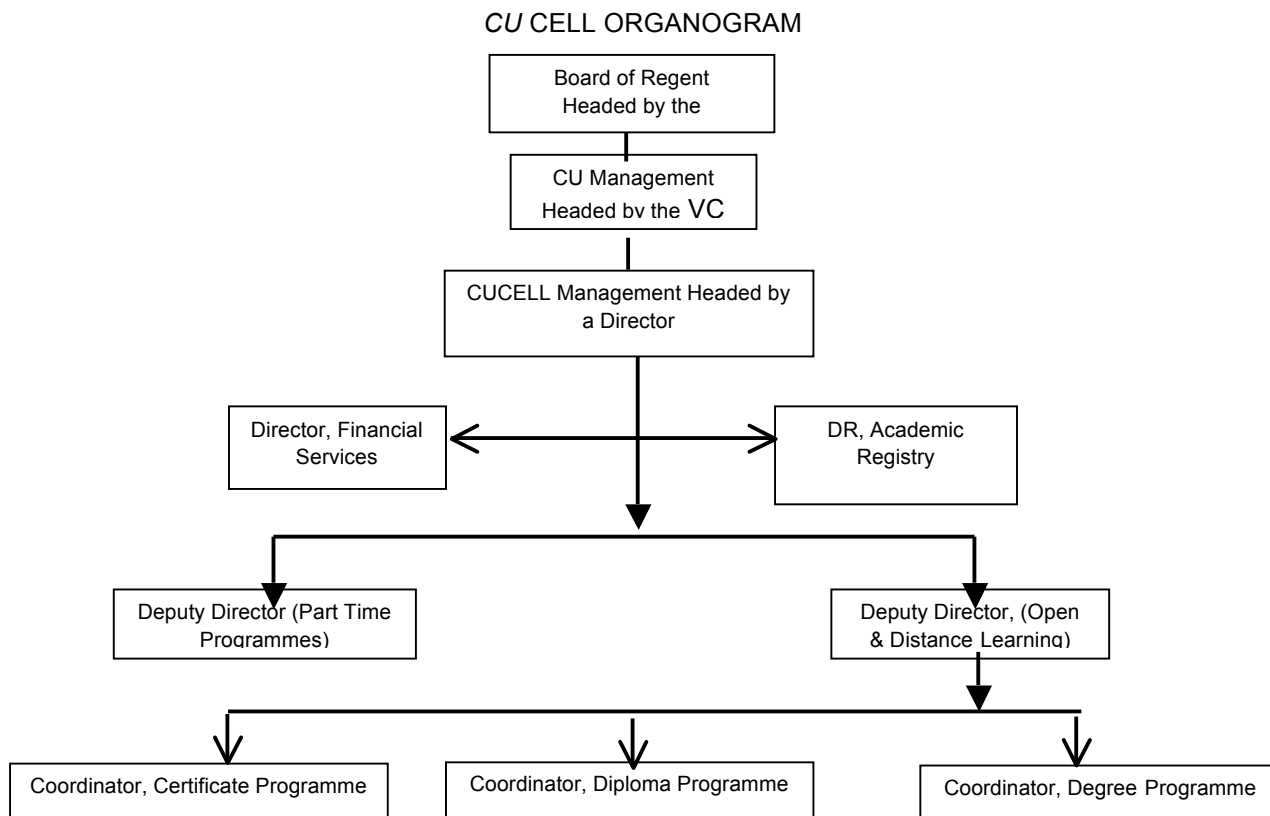 CU CELL ORGANOGRAM
Board of Regent
Headed by the
CU Management
Headed by the VC
CUCELL Management Headed by
a Director
Director, Financial
Services
DR, Academic
Registry
Deputy Director (Part Time
Programmes)
Deputy Director, (Open
& Distance Learning)
Coordinator, Certificate Programme
Coordinator, Diploma Programme
Coordinator, Degree Programme